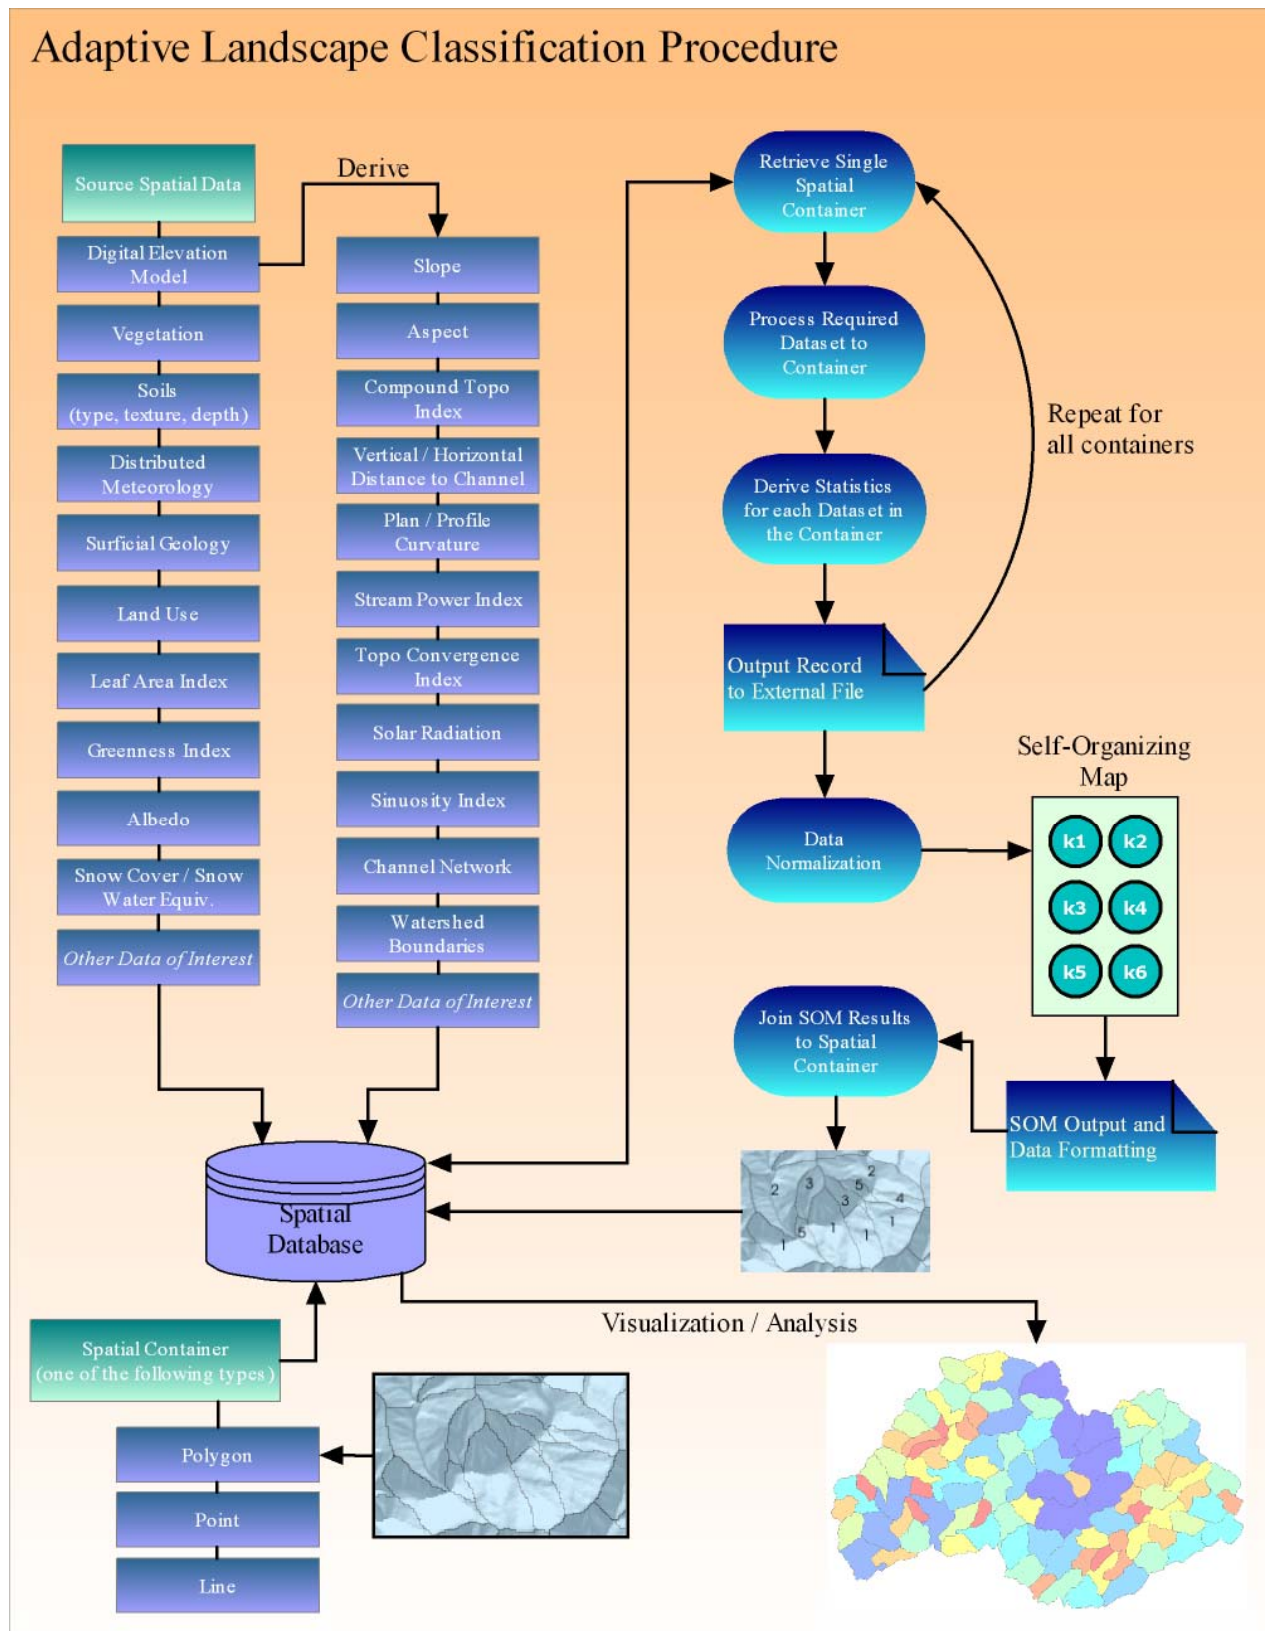 Adaptive Landscape Classification Procedure
Source Spatial Data
Digital Elevation
Model
Vegetation
Soils
(type, texture, depth)
Distributed
Meteorology
Surficial Geology
Land Use
Leaf Area Index
Greenness Index
Albedo
Snow Cover / Snow
Water Equiv.
Other Data of Interest
Derive
Slope
Aspect
Compound Topo
Index
Vertical / Horizontal
Distance to Channel
Plan / Profile
Curvature
Stream Power Index
Topo Convergence
Index
Solar Radiation
Sinuosity Index
Channel Network
Watershed
Boundaries
Other Data of Interest
Retrieve Single
Spatial
Container
Process Required
Dataset to
Container
Derive Statistics
for each Dataset in
the Container
Output Record
to External File
Repeat for
all containers
Data
Normalization
Self-Organizing
Map
k1 k2
k3 k4
k5 k6
SOM Output and
Data Formatting
Join SOM Results
to Spatial
Container
2
2 3 5
3 4
5 1 1
1 1
Spatial
Database
Visualization / Analysis
Spatial Container
(one of the following types)
Polygon
Point
Line